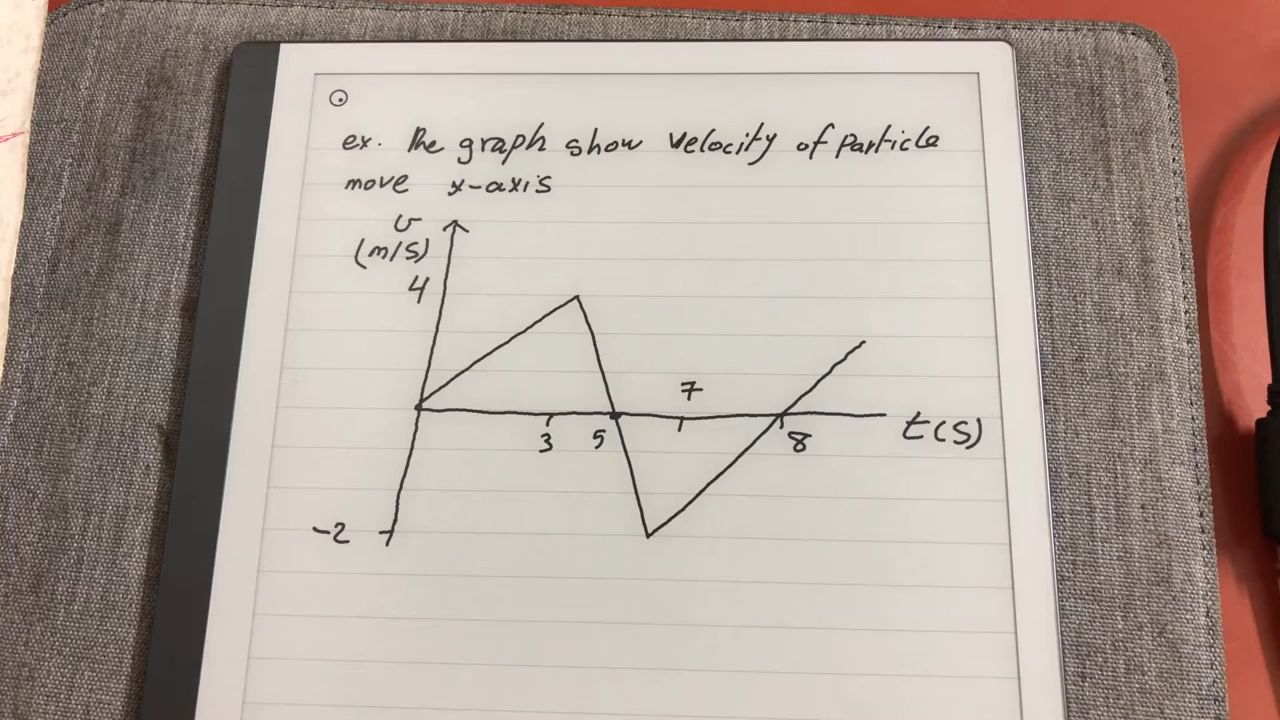 ex. The graph show velocity of particle
move x-axis
v
(m/s)
4
7
3 5 8 t(s)
-2